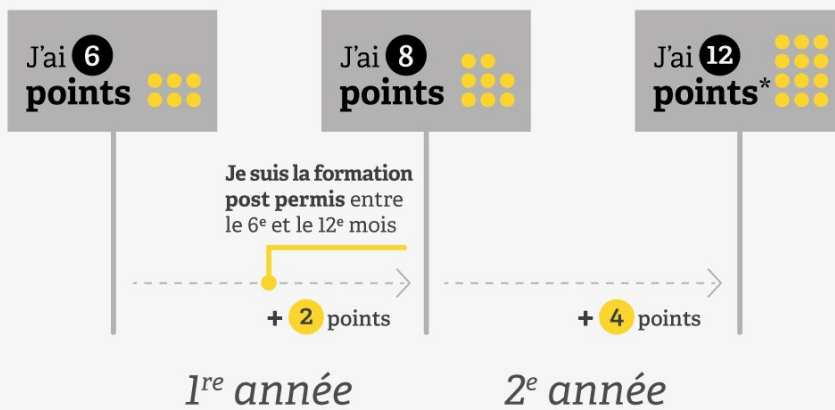 J'ai 6
points
J'ai 8
points
J'ai 12
points*
Je suis la formation
post permis entre
le 6e et le 12e mois
+ 2 points
+ 4 points
1re année
2e année